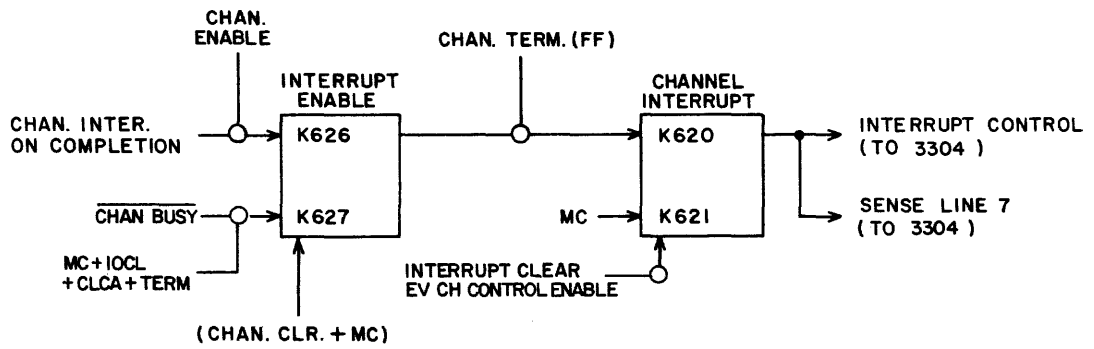 CHAN.
ENABLE
CHAN. TERM. (FF)
INTERRUPT
ENABLE
CHANNEL
INTERRUPT
CHAN. INTER.
ON COMPLETION
K626
K620
INTERRUPT CONTROL
(TO 3304 )
CHAN BUSY
K627
MC
K621
SENSE LINE 7
(TO 3304 )
MC+IOCL
+CLCA+TERM
INTERRUPT CLEAR
EV CH CONTROL ENABLE
(CHAN. CLR. + MC)